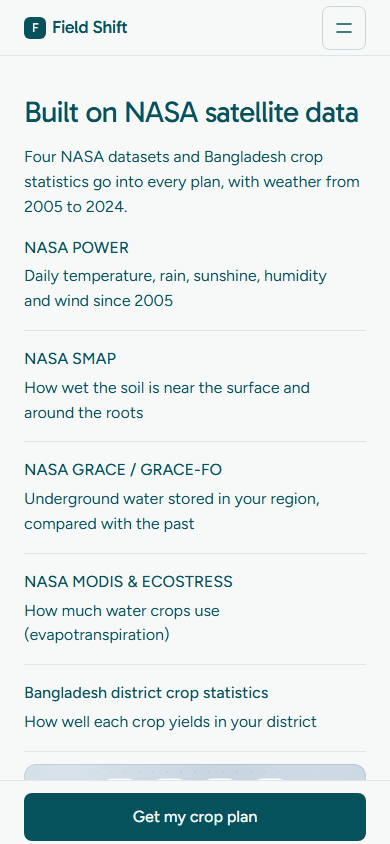 F Field Shift
Built on NASA satellite data
Four NASA datasets and Bangladesh crop
statistics go into every plan, with weather from
2005 to 2024.
NASA POWER
Daily temperature, rain, sunshine, humidity
and wind since 2005
NASA SMAP
How wet the soil is near the surface and
around the roots
NASA GRACE / GRACE-FO
Underground water stored in your region,
compared with the past
NASA MODIS & ECOSTRESS
How much water crops use
(evapotranspiration)
Bangladesh district crop statistics
How well each crop yields in your district
Get my crop plan